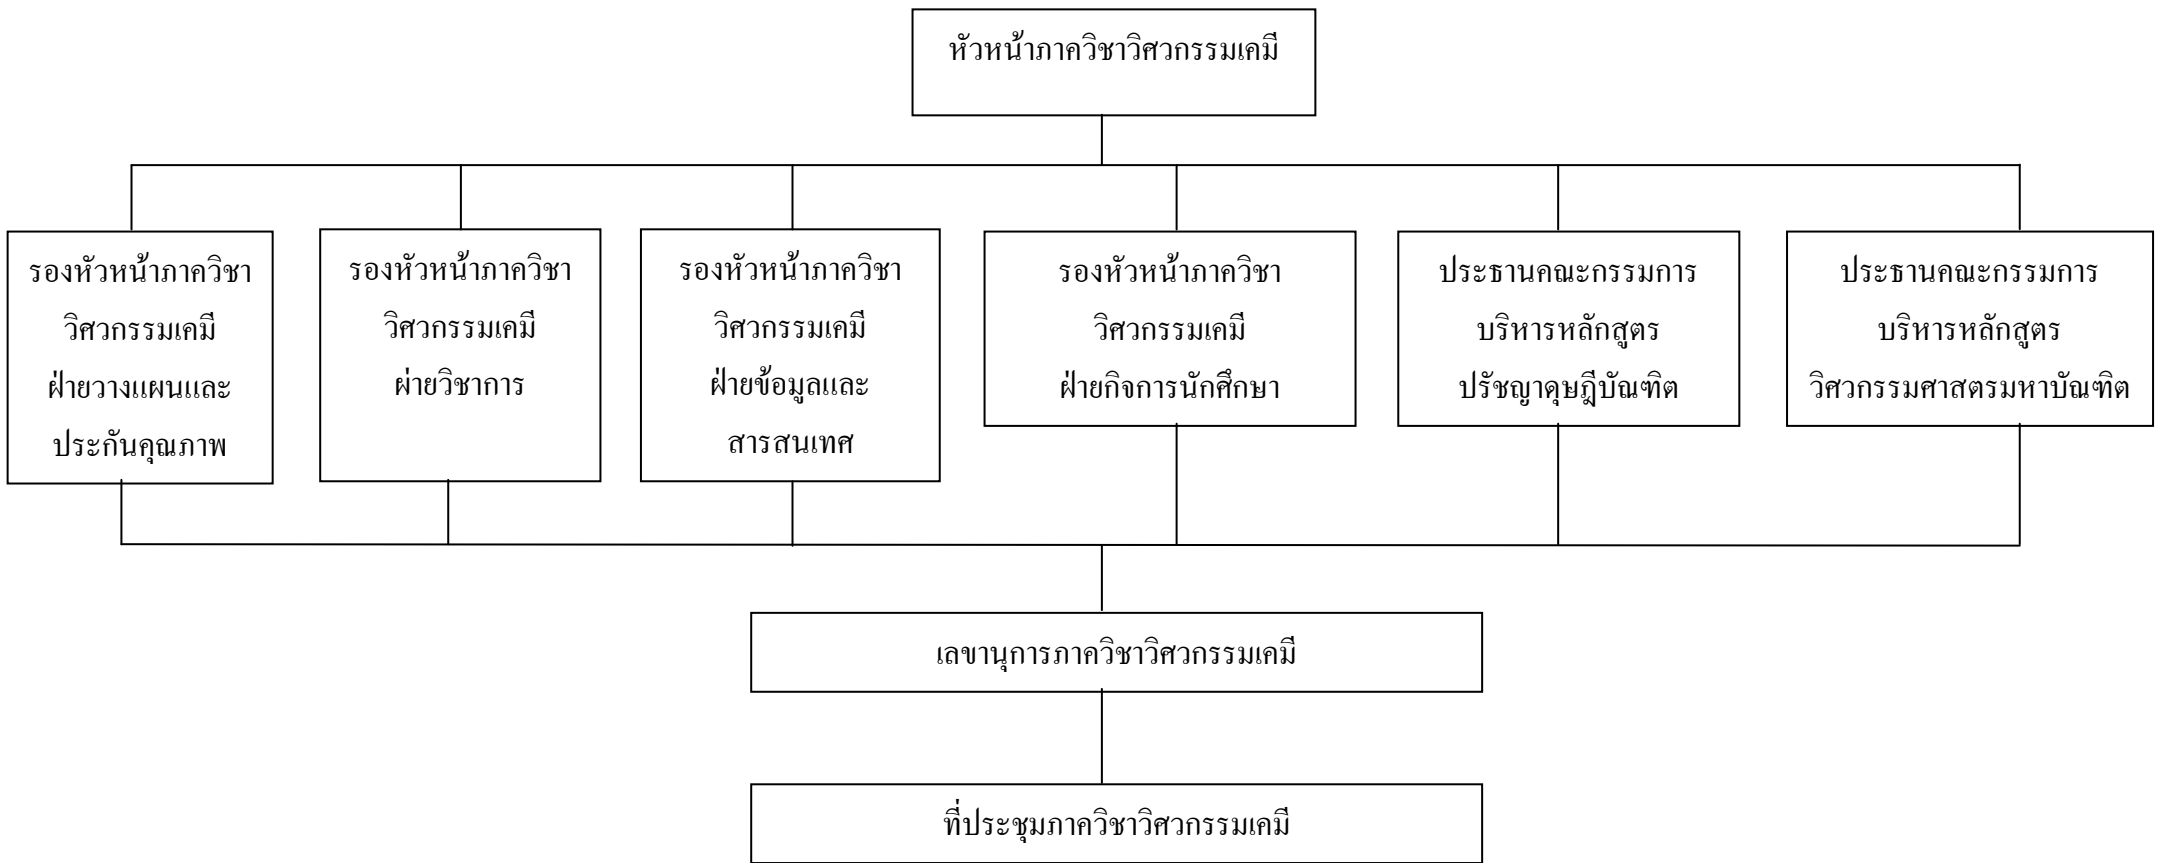 หัวหน้าภาควิชาวิศวกรรมเคมี
รองหัวหน้าภาควิชา
วิศวกรรมเคมี
ฝ่ายวางแผนและ
ประกันคุณภาพ
รองหัวหน้าภาควิชา
วิศวกรรมเคมี
ผ่ายวิชาการ
รองหัวหน้าภาควิชา
วิศวกรรมเคมี
ฝ่ายข้อมูลและ
สารสนเทศ
รองหัวหน้าภาควิชา
วิศวกรรมเคมี
ฝ่ายกิจการนักศึกษา
ประธานคณะกรรมการ
บริหารหลักสูตร
ปรัชญาดุษฎีบัณฑิต
ประธานคณะกรรมการ
บริหารหลักสูตร
วิศวกรรมศาสตรมหาบัณฑิต
เลขานุการภาควิชาวิศวกรรมเคมี
ที่ประชุมภาควิชาวิศวกรรมเคมี